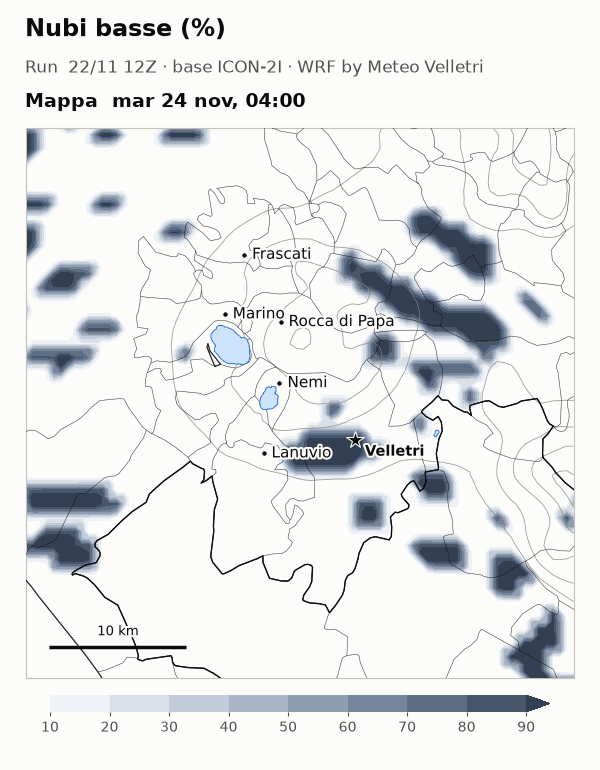 Nubi basse (%)
Run  22/11 12Z · base ICON-2I · WRF by Meteo Velletri
Mappa  mar 24 nov, 04:00
Frascati
Marino
Rocca di Papa
Nemi
Velletri
Lanuvio
10 km
10 20 30 40 50 60 70 80 90